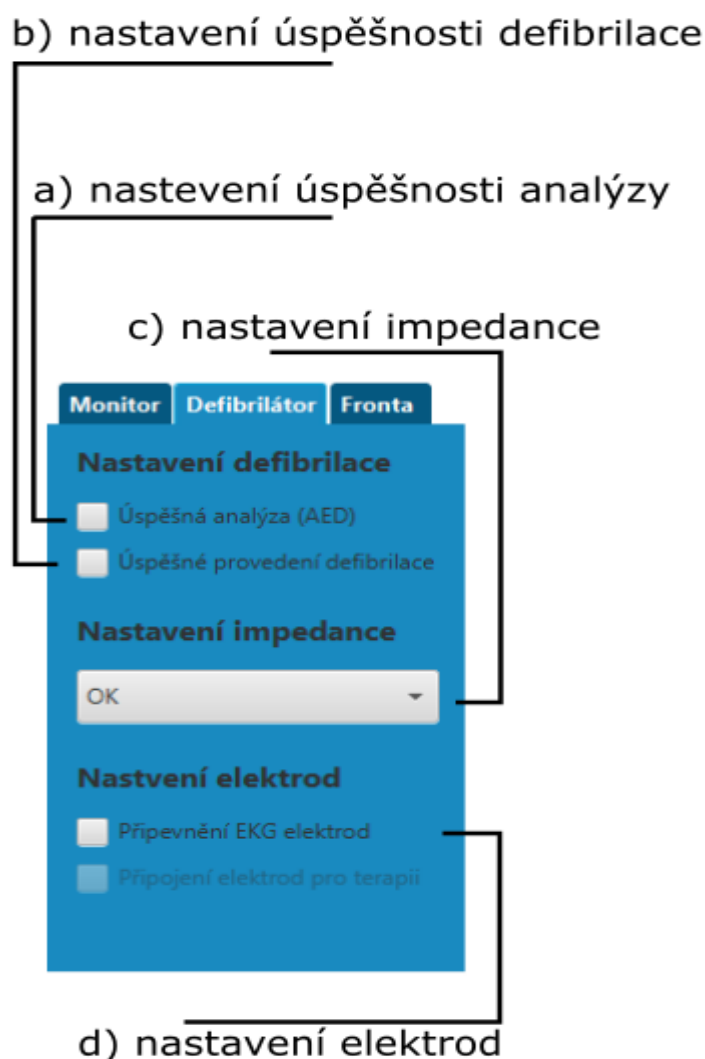 b) nastavení úspěšnosti defibrilace
a) nastevení úspěšnosti analýzy
c) nastavení impedance
Monitor Defibrilátor Fronta
Nastavení defibrilace
Úspěšná analýza (AED)
Úspěšné provedení defibrilace
Nastavení impedance
OK
Nastvení elektrod
Připevnění EKG elektrod
Připojení elektrod pro terapii
d) nastavení elektrod